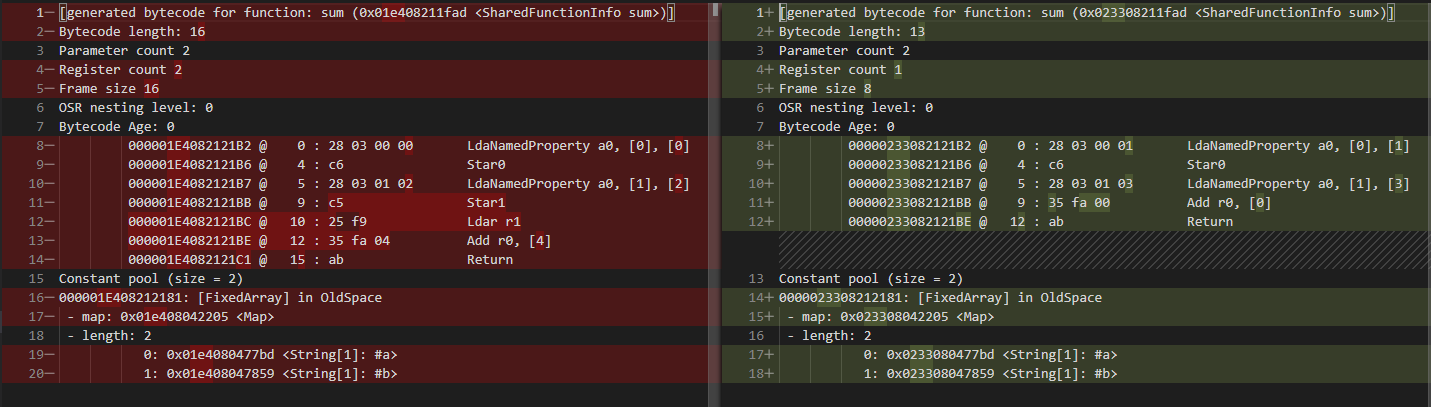 1— [generated bytecode for function: sum (0x01e408211fad <SharedFunctionInfo sum>)]
2— Bytecode length: 16
3 Parameter count 2
4— Register count 2
5— Frame size 16
6 OSR nesting level: 0
7 Bytecode Age: 0
8— 000001E4082121B2 @ 0 : 28 03 00 00 LdaNamedProperty a0, [0], [0]
9— 000001E4082121B6 @ 4 : c6 Star0
10— 000001E4082121B7 @ 5 : 28 03 01 02 LdaNamedProperty a0, [1], [2]
11— 000001E4082121BB @ 9 : c5 Star1
12— 000001E4082121BC @ 10 : 25 f9 Ldar r1
13— 000001E4082121BE @ 12 : 35 fa 04 Add r0, [4]
14— 000001E4082121C1 @ 15 : ab Return
15 Constant pool (size = 2)
16— 000001E408212181: [FixedArray] in OldSpace
17— - map: 0x01e408042205 <Map>
18 - length: 2
19— 0: 0x01e4080477bd <String[1]: #a>
20— 1: 0x01e408047859 <String[1]: #b>
1+ [generated bytecode for function: sum (0x023308211fad <SharedFunctionInfo sum>)]
2+ Bytecode length: 13
3 Parameter count 2
4+ Register count 1
5+ Frame size 8
6 OSR nesting level: 0
7 Bytecode Age: 0
8+ 00000233082121B2 @ 0 : 28 03 00 01 LdaNamedProperty a0, [0], [1]
9+ 00000233082121B6 @ 4 : c6 Star0
10+ 00000233082121B7 @ 5 : 28 03 01 03 LdaNamedProperty a0, [1], [3]
11+ 00000233082121BB @ 9 : 35 fa 00 Add r0, [0]
12+ 00000233082121BE @ 12 : ab Return
13 Constant pool (size = 2)
14+ 0000023308212181: [FixedArray] in OldSpace
15+ - map: 0x023308042205 <Map>
16 - length: 2
17+ 0: 0x0233080477bd <String[1]: #a>
18+ 1: 0x023308047859 <String[1]: #b>